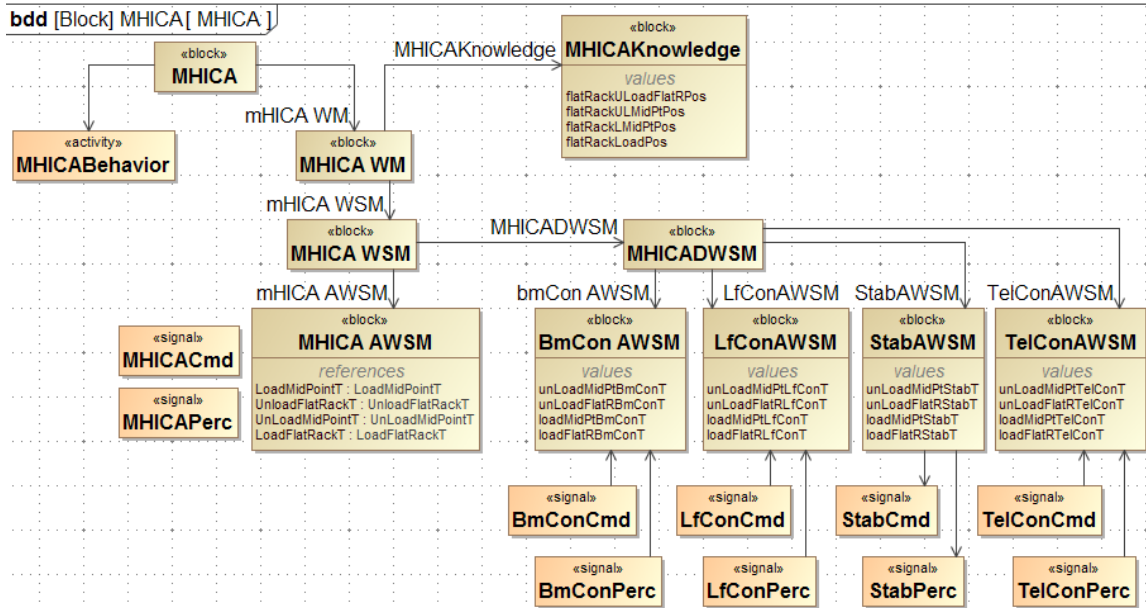 bdd [Block] MHICA[ MHICA ]
«block»
MHICA
«activity»
MHICABehavior
mHICA WM
«block»
MHICA WM
MHICAKnowledge
«block»
MHICAKnowledge
values
flatRackULoadFlatRPos
flatRackULMidPtPos
flatRackLMidPtPos
flatRackLoadPos
mHICA WSM
«block»
MHICA WSM
MHICADWSM
«block»
MHICADWSM
mHICA AWSM
bmCon AWSM
LfConAWSM
StabAWSM
TelConAWSM
«signal»
MHICACmd
«signal»
MHICAPerc
«block»
MHICA AWSM
references
LoadMidPointT : LoadMidPointT
UnloadFlatRackT : UnloadFlatRackT
UnLoadMidPointT : UnLoadMidPointT
LoadFlatRackT : LoadFlatRackT
«block»
BmCon AWSM
values
unLoadMidPtBmConT
unLoadFlatRBmConT
loadMidPtBmConT
loadFlatRBmConT
«block»
LfConAWSM
values
unLoadMidPtLfConT
unLoadFlatRLfConT
loadMidPtLfConT
loadFlatRLfConT
«block»
StabAWSM
values
unLoadMidPtStabT
unLoadFlatRStabT
loadMidPtStabT
loadFlatRStabT
«block»
TelConAWSM
values
unLoadMidPtTelConT
unLoadFlatRTelConT
loadMidPtTelConT
loadFlatRTelConT
«signal»
BmConCmd
«signal»
LfConCmd
«signal»
StabCmd
«signal»
TelConCmd
«signal»
BmConPerc
«signal»
LfConPerc
«signal»
StabPerc
«signal»
TelConPerc